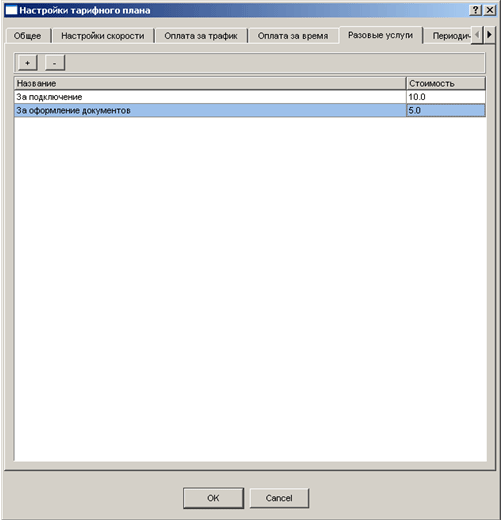 Настройки тарифного плана
Общее Настройки скорости Оплата за трафик Оплата за время Разовые услуги Периодич
+ -
Название Стоимость
За подключение 10.0
За оформление документов 5.0
OK Cancel